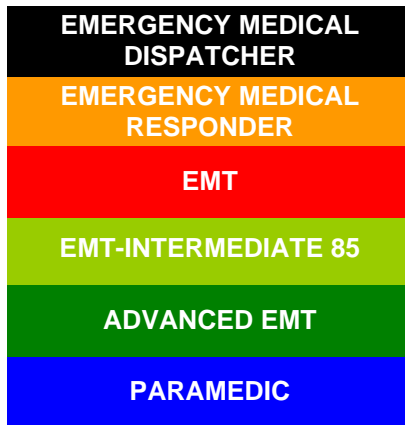 EMERGENCY MEDICAL
DISPATCHER
EMERGENCY MEDICAL
RESPONDER
EMT
EMT-INTERMEDIATE 85
ADVANCED EMT
PARAMEDIC